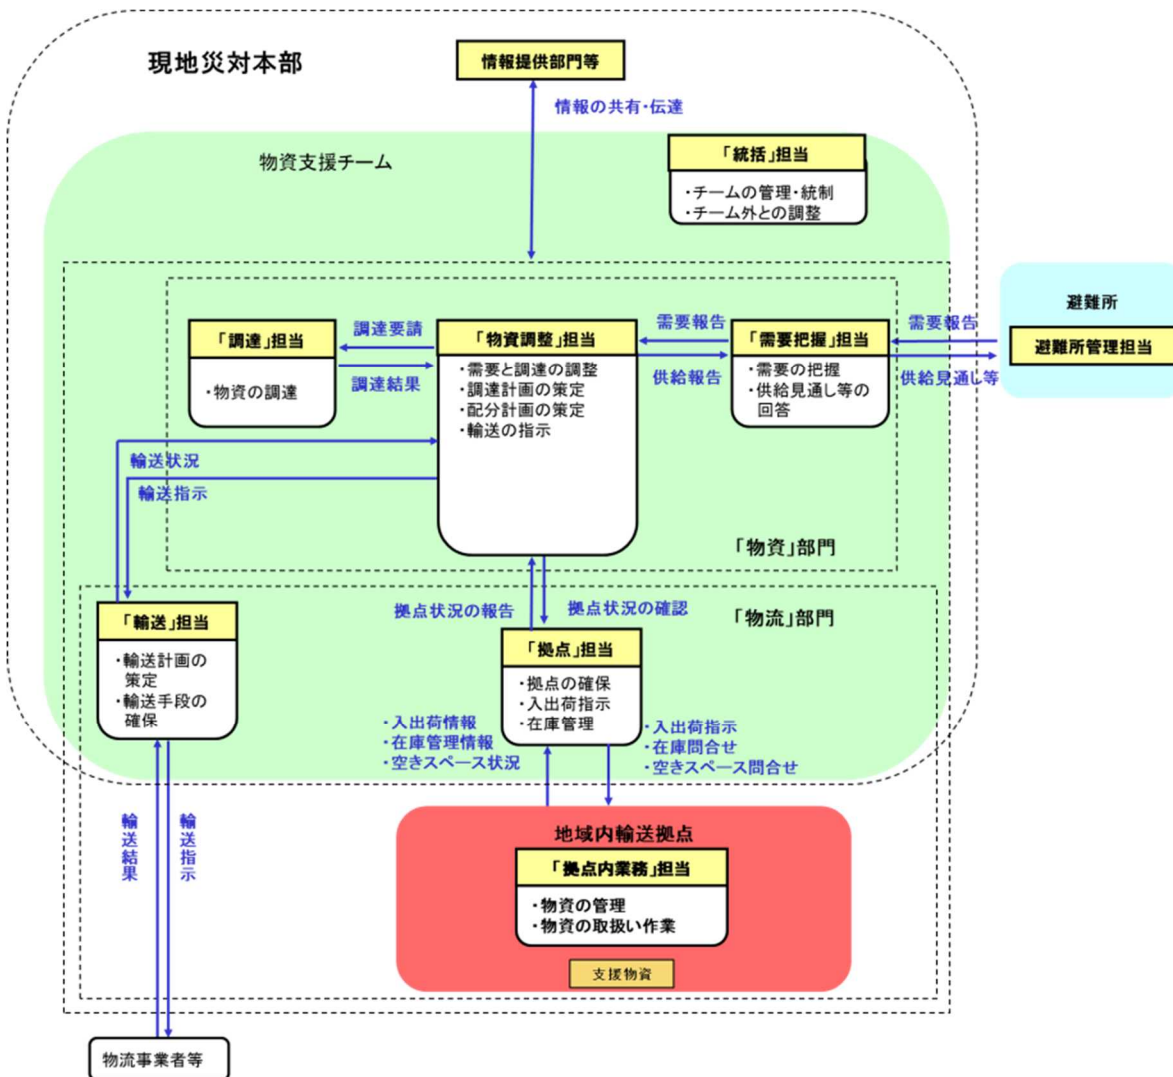 現地災対本部
情報提供部門等
情報の共有・伝達
物資支援チーム
「統括」担当
・チームの管理・統制
・チーム外との調整
避難所
避難所管理担当
「調達」担当
・物資の調達
調達要請
調達結果
「物資調整」担当
・需要と調達の調整
・調達計画の策定
・配分計画の策定
・輸送の指示
需要報告
供給報告
「需要把握」担当
・需要の把握
・供給見通し等の
回答
需要報告
供給見通し等
輸送状況
輸送指示
「物資」部門
「物流」部門
拠点状況の報告
拠点状況の確認
「輸送」担当
・輸送計画の
策定
・輸送手段の
確保
「拠点」担当
・拠点の確保
・入出荷指示
・在庫管理
・入出荷情報
・在庫管理情報
・空きスペース状況
・入出荷指示
・在庫問合せ
・空きスペース問合せ
輸送結果
輸送指示
地域内輸送拠点
「拠点内業務」担当
・物資の管理
・物資の取扱い作業
支援物資
物流事業者等